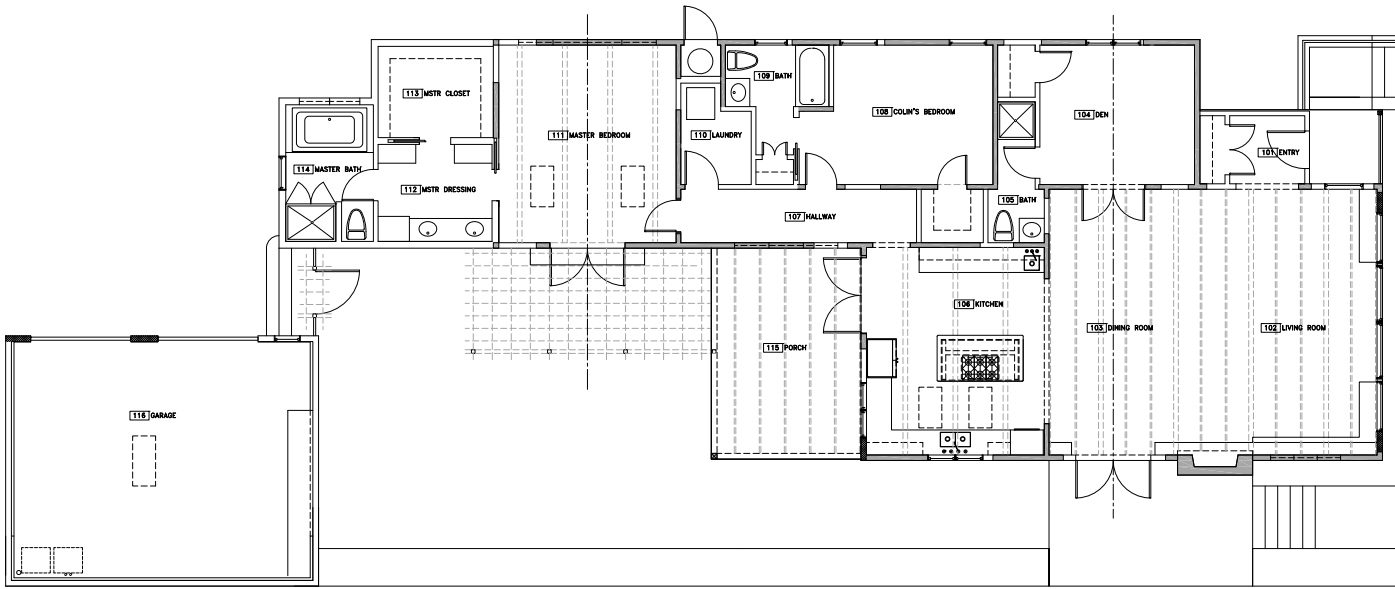 109 BATH
113 MSTR CLOSET
108 COLIN'S BEDROOM
104 DEN
111 MASTER BEDROOM
110 LAUNDRY
101 ENTRY
114 MASTER BATH
112 MSTR DRESSING
105 BATH
107 HALLWAY
106 KITCHEN
103 DINING ROOM
102 LIVING ROOM
115 PORCH
116 GARAGE